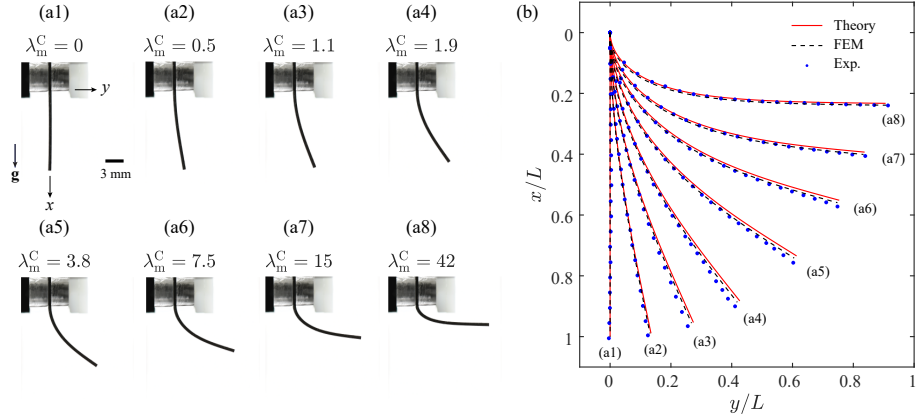 (a1) (a2) (a3) (a4) (b)
λ_m^C = 0 λ_m^C = 0.5 λ_m^C = 1.1 λ_m^C = 1.9
y
g
3 mm
x
(a5) (a6) (a7) (a8)
λ_m^C = 3.8 λ_m^C = 7.5 λ_m^C = 15 λ_m^C = 42
Theory
FEM
Exp.
0
0.2
0.4
0.6
0.8
1
x/L
(a8)
(a7)
(a6)
(a5)
(a4)
(a3)
(a2)
(a1)
0 0.2 0.4 0.6 0.8 1
y/L